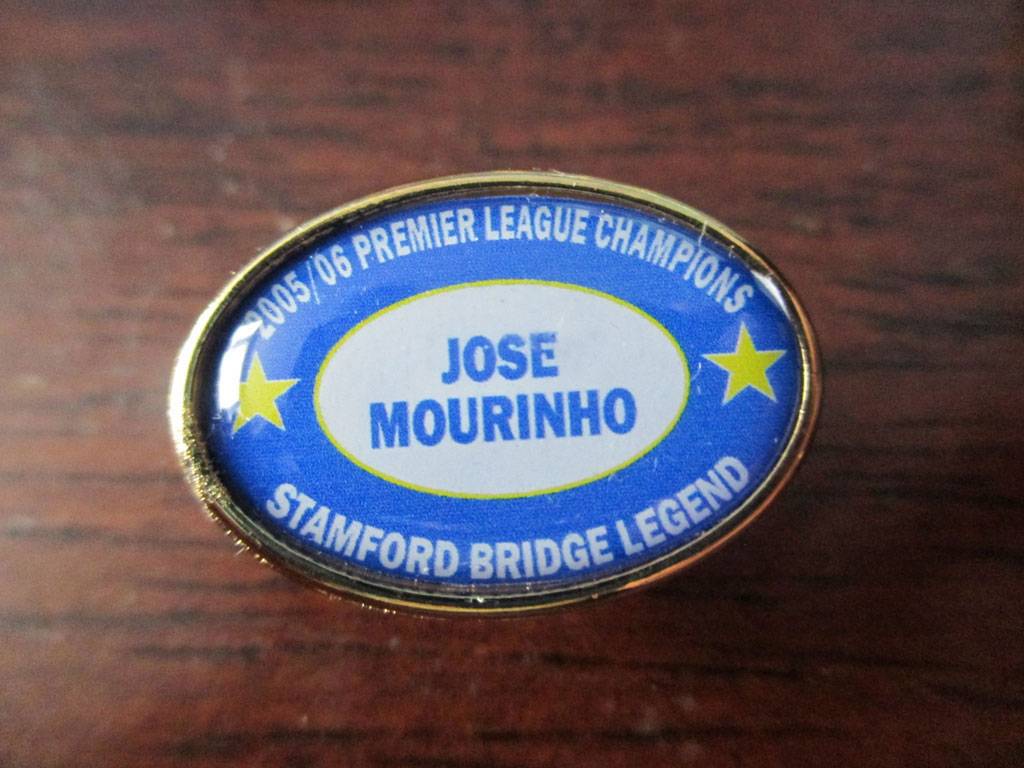 2005/06 PREMIER LEAGUE CHAMPIONS
JOSE
MOURINHO
STAMFORD BRIDGE LEGEND